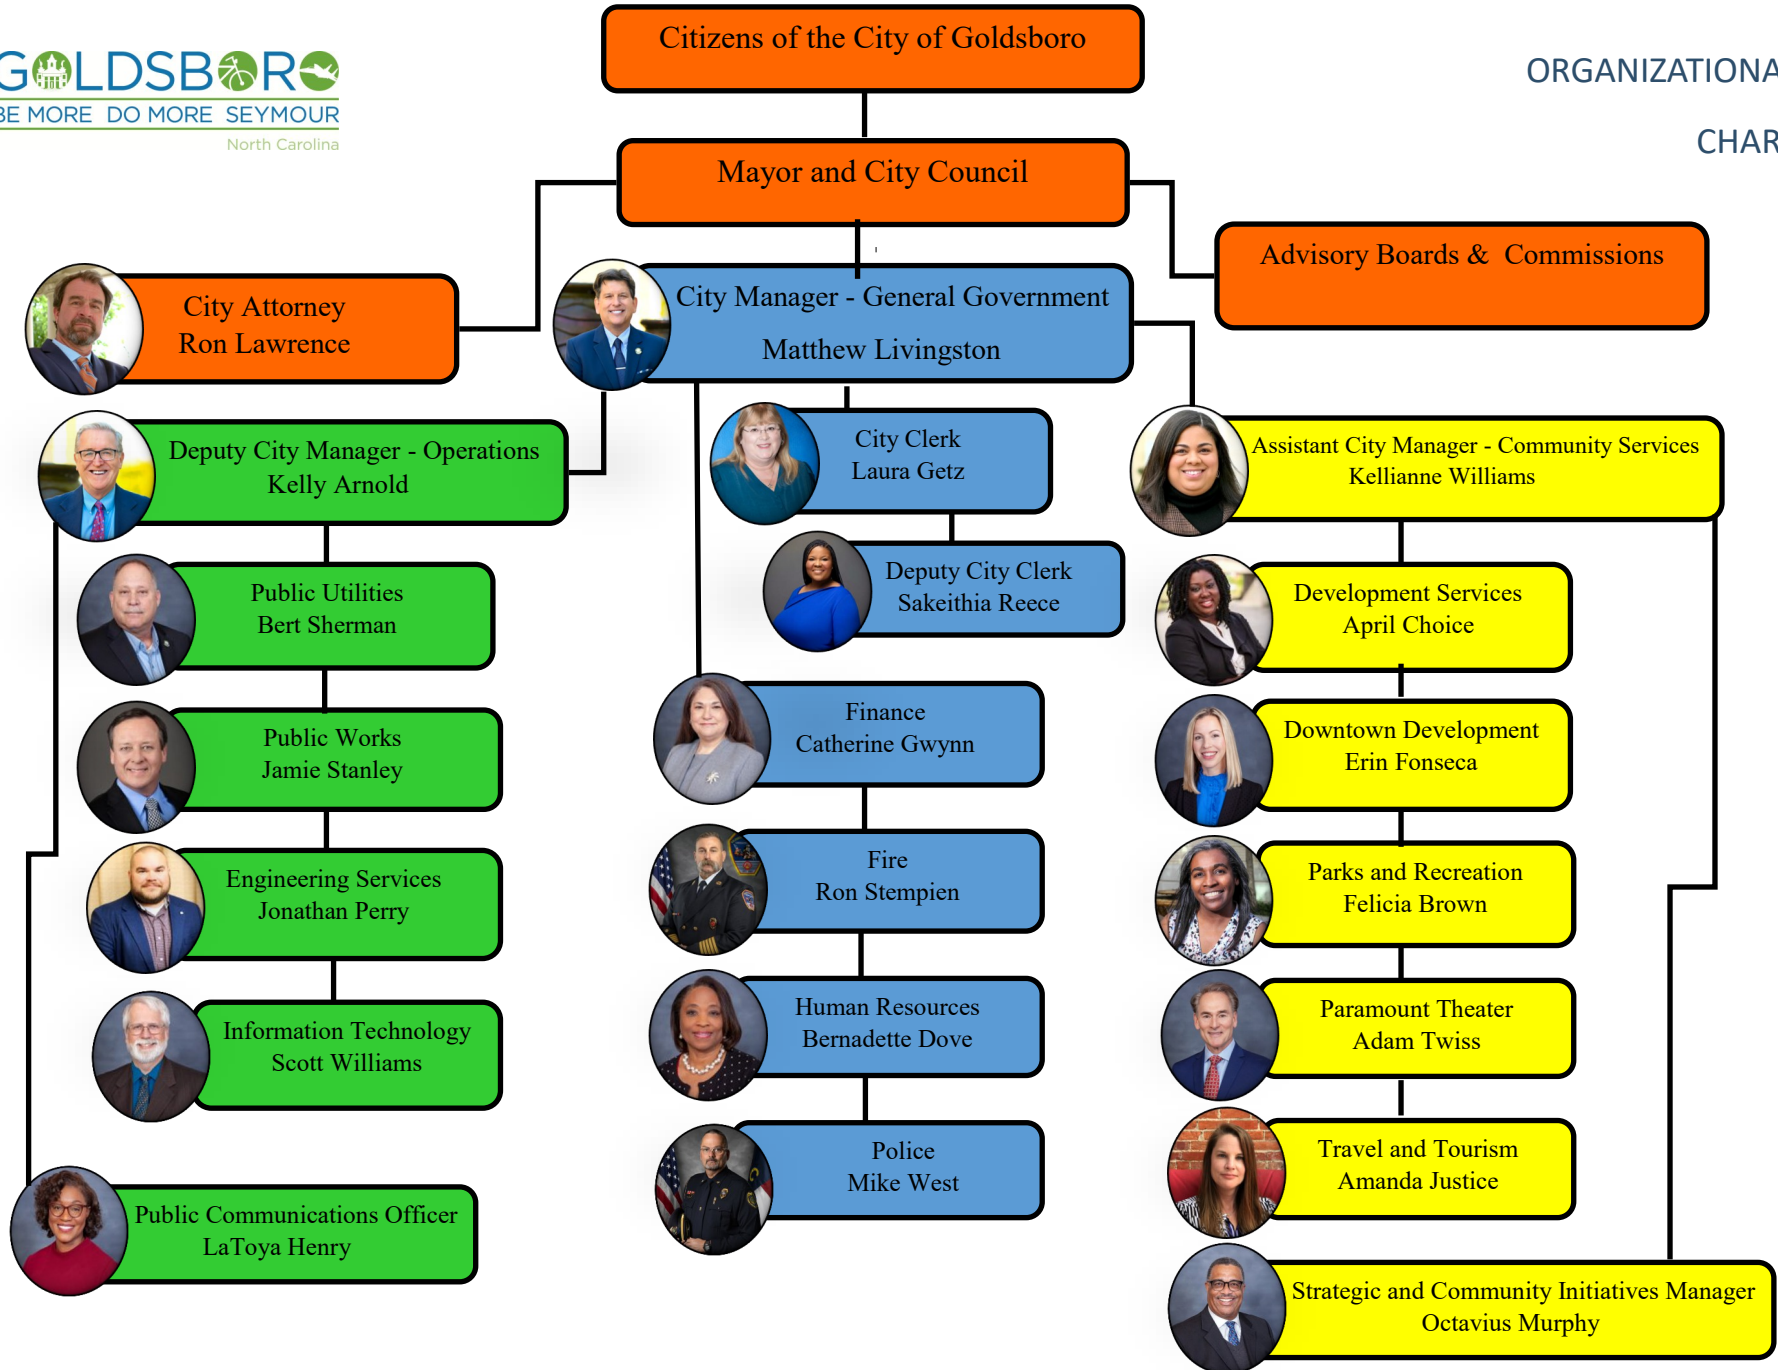 GOLDSBORO
BE MORE DO MORE SEYMOUR
North Carolina
ORGANIZATIONA
CHAR
Citizens of the City of Goldsboro
Mayor and City Council
Advisory Boards & Commissions
City Attorney
Ron Lawrence
City Manager - General Government
Matthew Livingston
Deputy City Manager - Operations
Kelly Arnold
Public Utilities
Bert Sherman
Public Works
Jamie Stanley
Engineering Services
Jonathan Perry
Information Technology
Scott Williams
Public Communications Officer
LaToya Henry
City Clerk
Laura Getz
Deputy City Clerk
Sakeithia Reece
Finance
Catherine Gwynn
Fire
Ron Stempien
Human Resources
Bernadette Dove
Police
Mike West
Assistant City Manager - Community Services
Kellianne Williams
Development Services
April Choice
Downtown Development
Erin Fonseca
Parks and Recreation
Felicia Brown
Paramount Theater
Adam Twiss
Travel and Tourism
Amanda Justice
Strategic and Community Initiatives Manager
Octavius Murphy